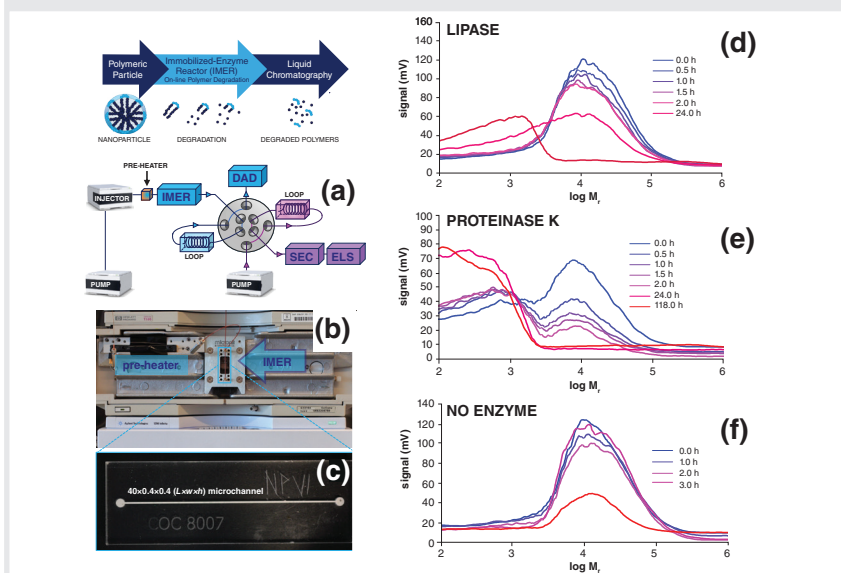 Polymeric
Particle
Immobilized-Enzyme
Reactor (IMER)
On-line Polymer Degradation
Liquid
Chromatography
NANOPARTICLE
DEGRADATION
DEGRADED POLYMERS
PRE-HEATER
INJECTOR
IMER
DAD
LOOP
(a)
LOOP
SEC
ELS
PUMP
PUMP
(b)
pre-heater
IMER
(c)
40×0.4×0.4 (L×w×h) microchannel
COC 8007
LIPASE
(d)
signal (mV)
160
140
120
100
80
60
40
20
0
2
3
4
5
6
log Mr
0.0 h
0.5 h
1.0 h
1.5 h
2.0 h
24.0 h
PROTEINASE K
(e)
signal (mV)
100
90
80
70
60
50
40
30
20
10
0
2
3
4
5
6
log Mr
0.0 h
0.5 h
1.0 h
1.5 h
2.0 h
24.0 h
118.0 h
NO ENZYME
(f)
signal (mV)
140
120
100
80
60
40
20
0
2
3
4
5
6
log Mr
0.0 h
1.0 h
2.0 h
3.0 h